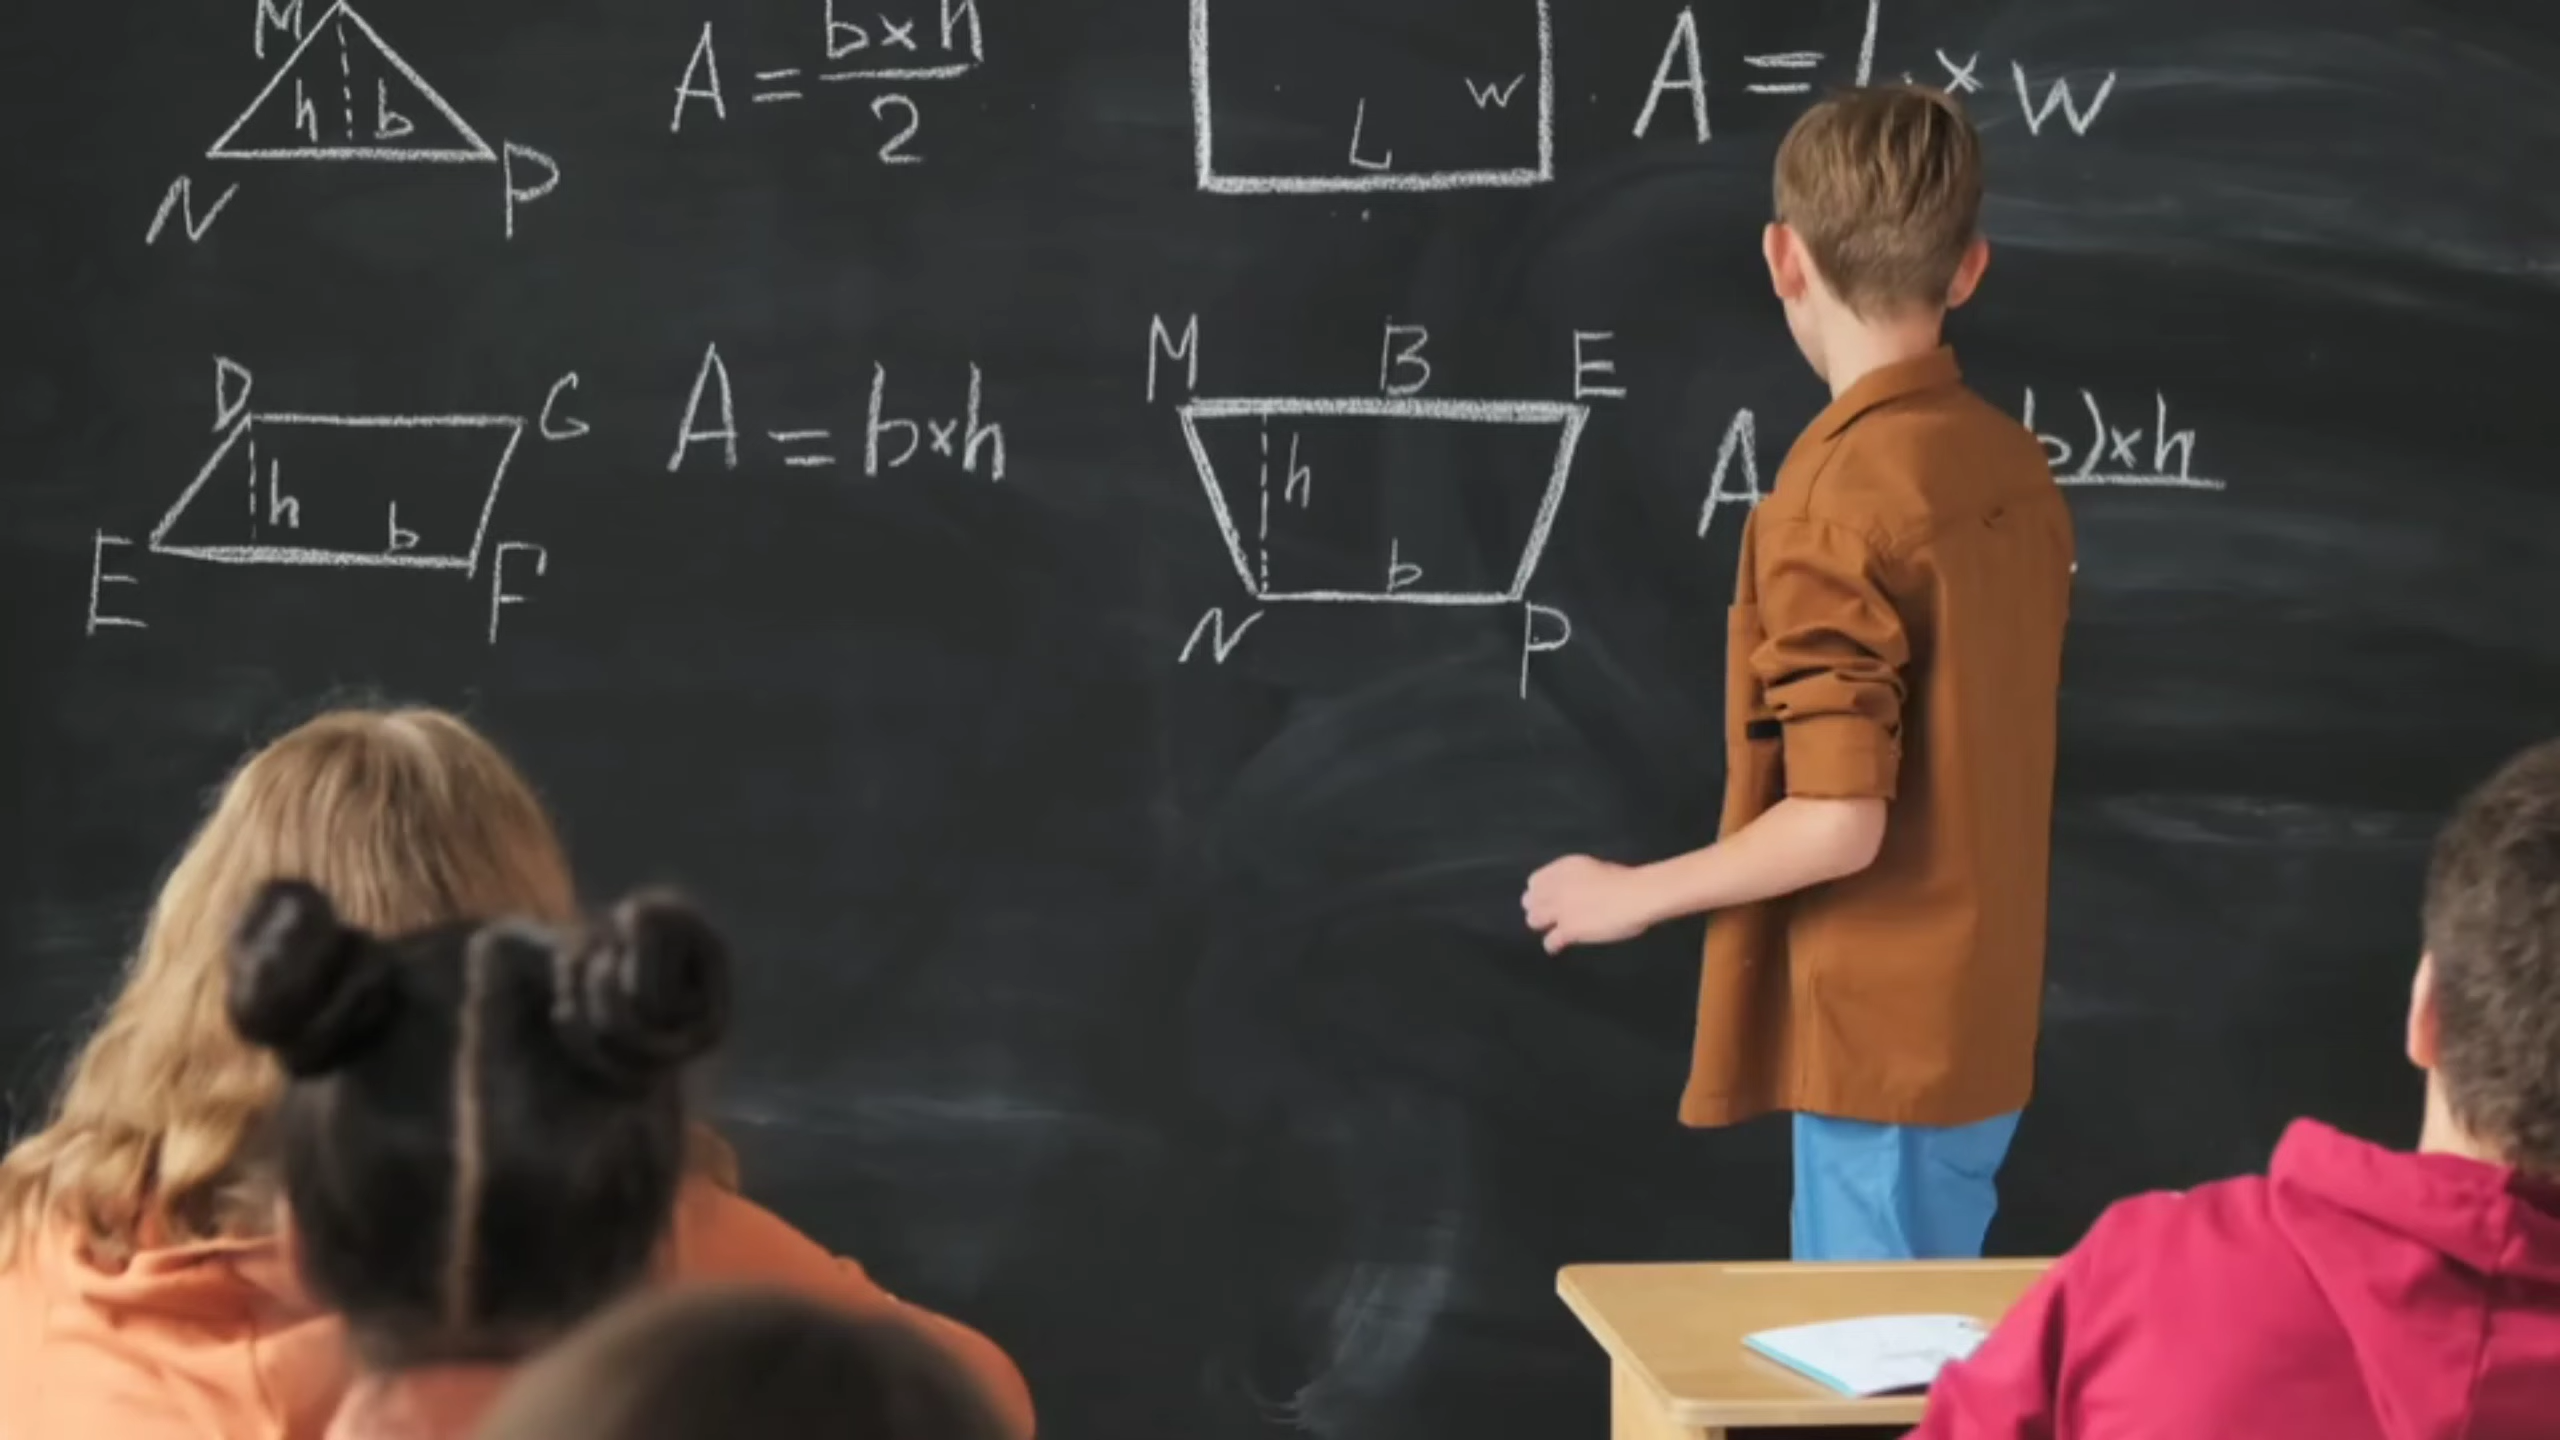 M
h b
N P
A = b×h
2
L w
A = L × w
D G
h b
E F
A = b×h
M B E
h
b
N P
A b)×h